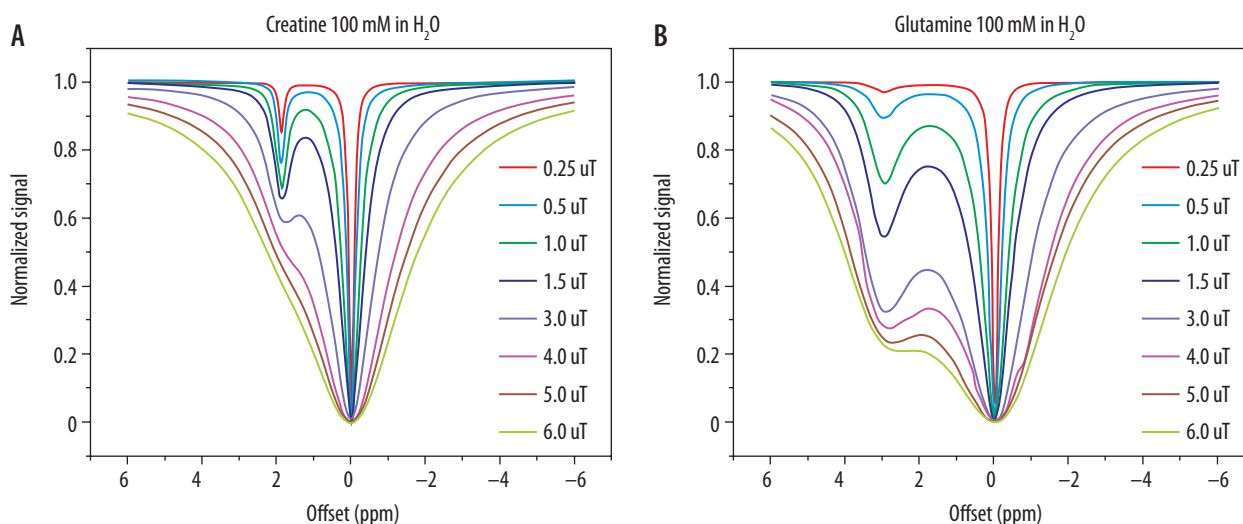 A
Creatine 100 mM in H₂O
Normalized signal
1.0
0.8
0.6
0.4
0.2
0
6
4
2
0
−2
−4
−6
Offset (ppm)
0.25 uT
0.5 uT
1.0 uT
1.5 uT
3.0 uT
4.0 uT
5.0 uT
6.0 uT
B
Glutamine 100 mM in H₂O
Normalized signal
1.0
0.8
0.6
0.4
0.2
0
6
4
2
0
−2
−4
−6
Offset (ppm)
0.25 uT
0.5 uT
1.0 uT
1.5 uT
3.0 uT
4.0 uT
5.0 uT
6.0 uT